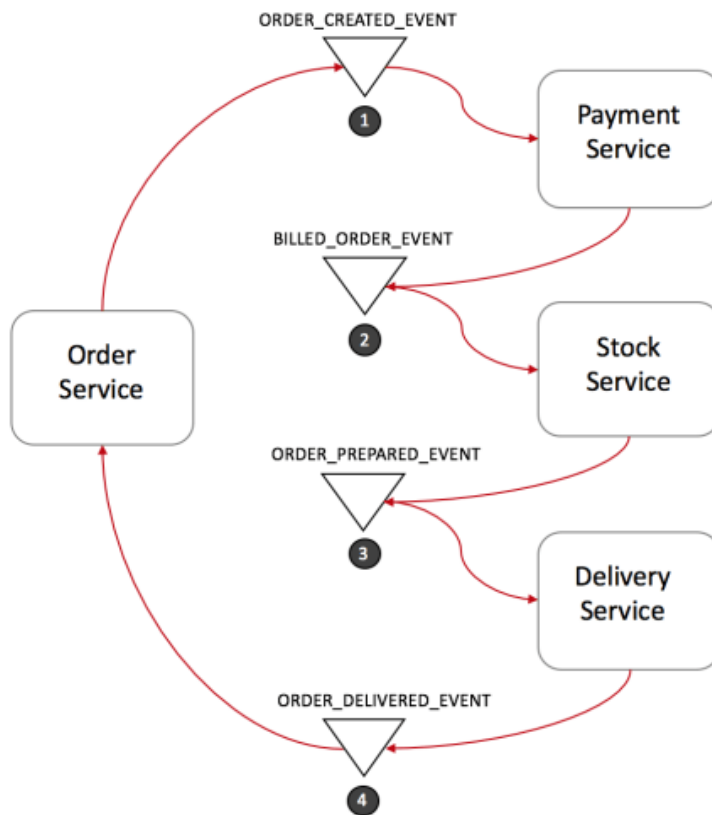 ORDER_CREATED_EVENT
1
Payment
Service
BILLED_ORDER_EVENT
2
Order
Service
Stock
Service
ORDER_PREPARED_EVENT
3
Delivery
Service
ORDER_DELIVERED_EVENT
4